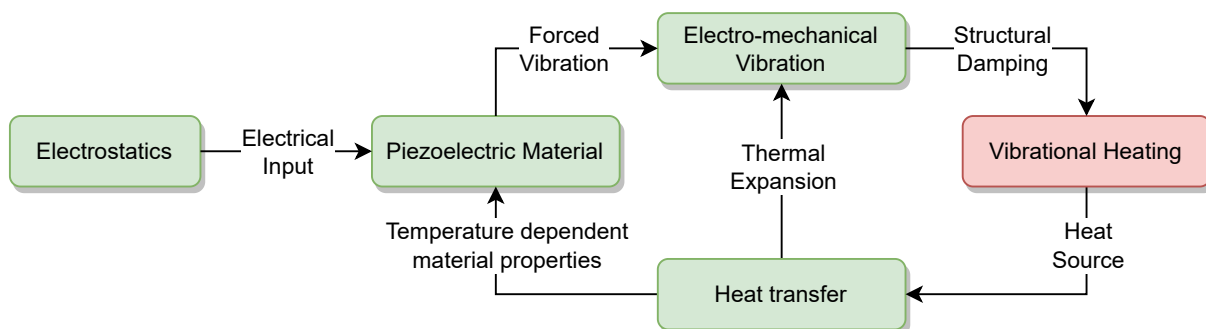 Forced
Vibration
Electro-mechanical
Vibration
Structural
Damping
Electrostatics
Electrical
Input
Piezoelectric Material
Thermal
Expansion
Vibrational Heating
Temperature dependent
material properties
Heat transfer
Heat
Source